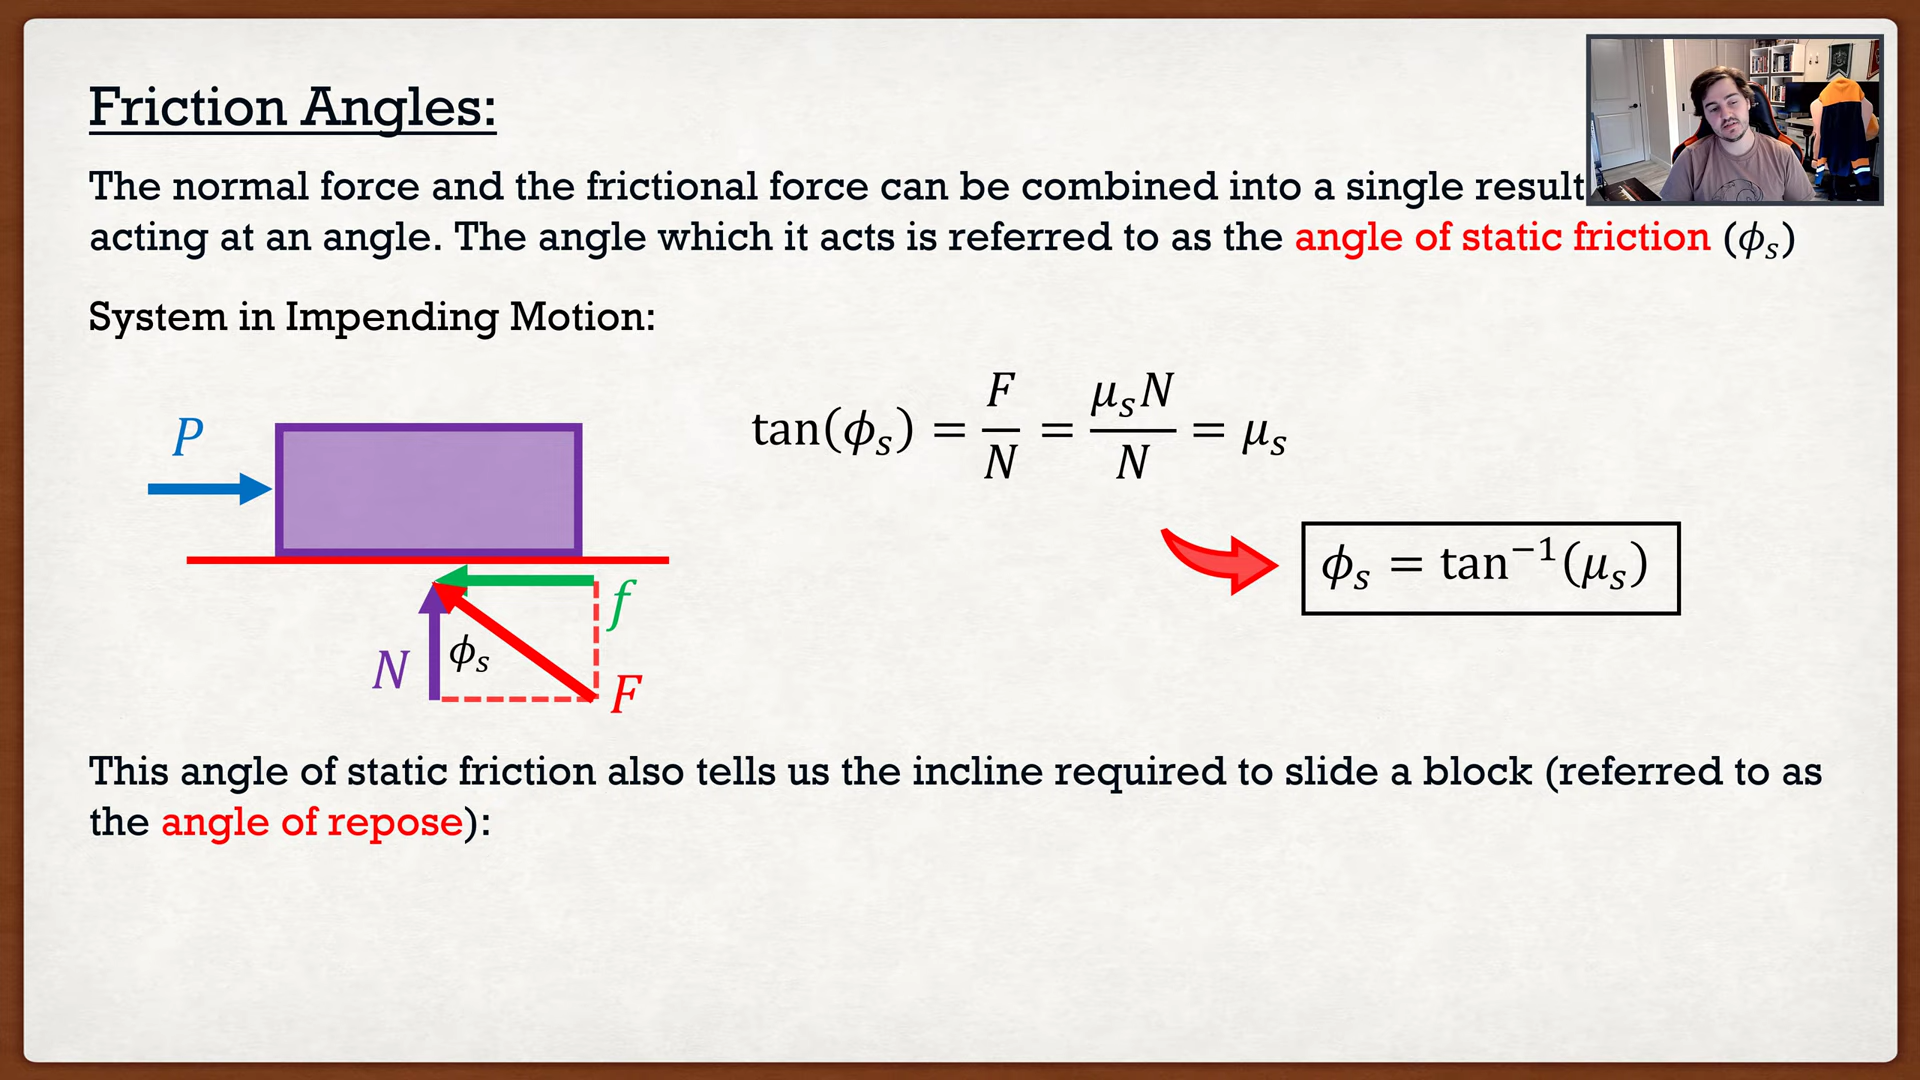 Friction Angles:
The normal force and the frictional force can be combined into a single
acting at an angle. The angle which it acts is referred to as the angle of static friction (ϕₛ)
System in Impending Motion:
tan(ϕₛ) = F/N = μₛN/N = μₛ
P
ϕₛ = tan⁻¹(μₛ)
f
N
ϕₛ
F
This angle of static friction also tells us the incline required to slide a block (referred to as
the angle of repose):